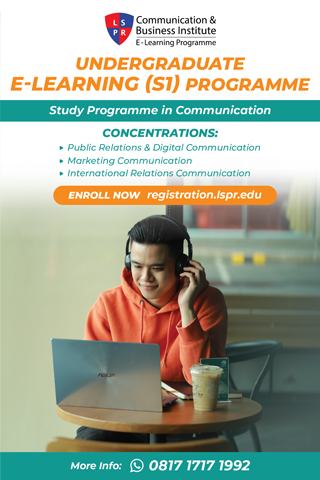 LSPR
Communication &
Business Institute
E-Learning Programme
UNDERGRADUATE
E-LEARNING (S1) PROGRAMME
Study Programme in Communication
CONCENTRATIONS:
Public Relations & Digital Communication
Marketing Communication
International Relations Communication
ENROLL NOW registration.lspr.edu
ASUS
More Info: 0817 1717 1992